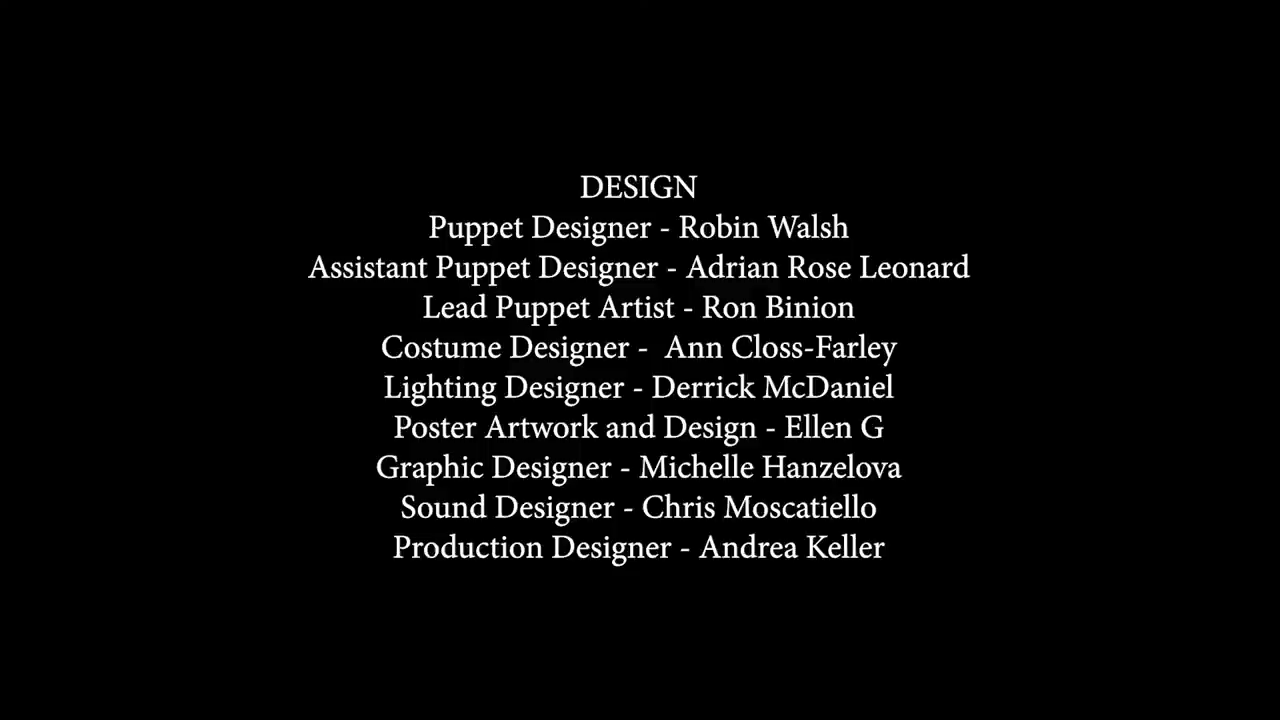 DESIGN
Puppet Designer - Robin Walsh
Assistant Puppet Designer - Adrian Rose Leonard
Lead Puppet Artist - Ron Binion
Costume Designer -  Ann Closs-Farley
Lighting Designer - Derrick McDaniel
Poster Artwork and Design - Ellen G
Graphic Designer - Michelle Hanzelova
Sound Designer - Chris Moscatiello
Production Designer - Andrea Keller